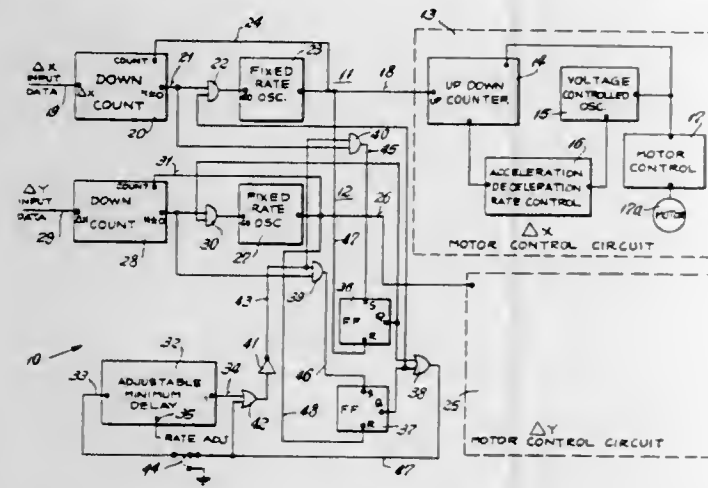 24
23
13
COUNT
21
22
FIXED
RATE
OSC.
11
18
14
ΔX
INPUT
DATA
19
DOWN
COUNT
ΔX
20
UP DOWN
UP COUNTER
VOLTAGE
CONTROLLED
OSC.
15
17
40
45
16
MOTOR
CONTROL
ACCELERATION
DECELERATION
RATE CONTROL
MOTOR
17a
31
COUNT
12
26
ΔY
INPUT
DATA
29
DOWN
COUNT
ΔX
28
30
FIXED
RATE
OSC
27
47
ΔX
MOTOR CONTROL CIRCUIT
39
43
36
S
FF
Q
R
10
32
41
46
38
33
ADJUSTABLE
MINIMUM
DELAY
34
42
48
S
FF
Q
R
37
25
35
RATE ADJ
44
47
ΔY
MOTOR CONTROL CIRCUIT